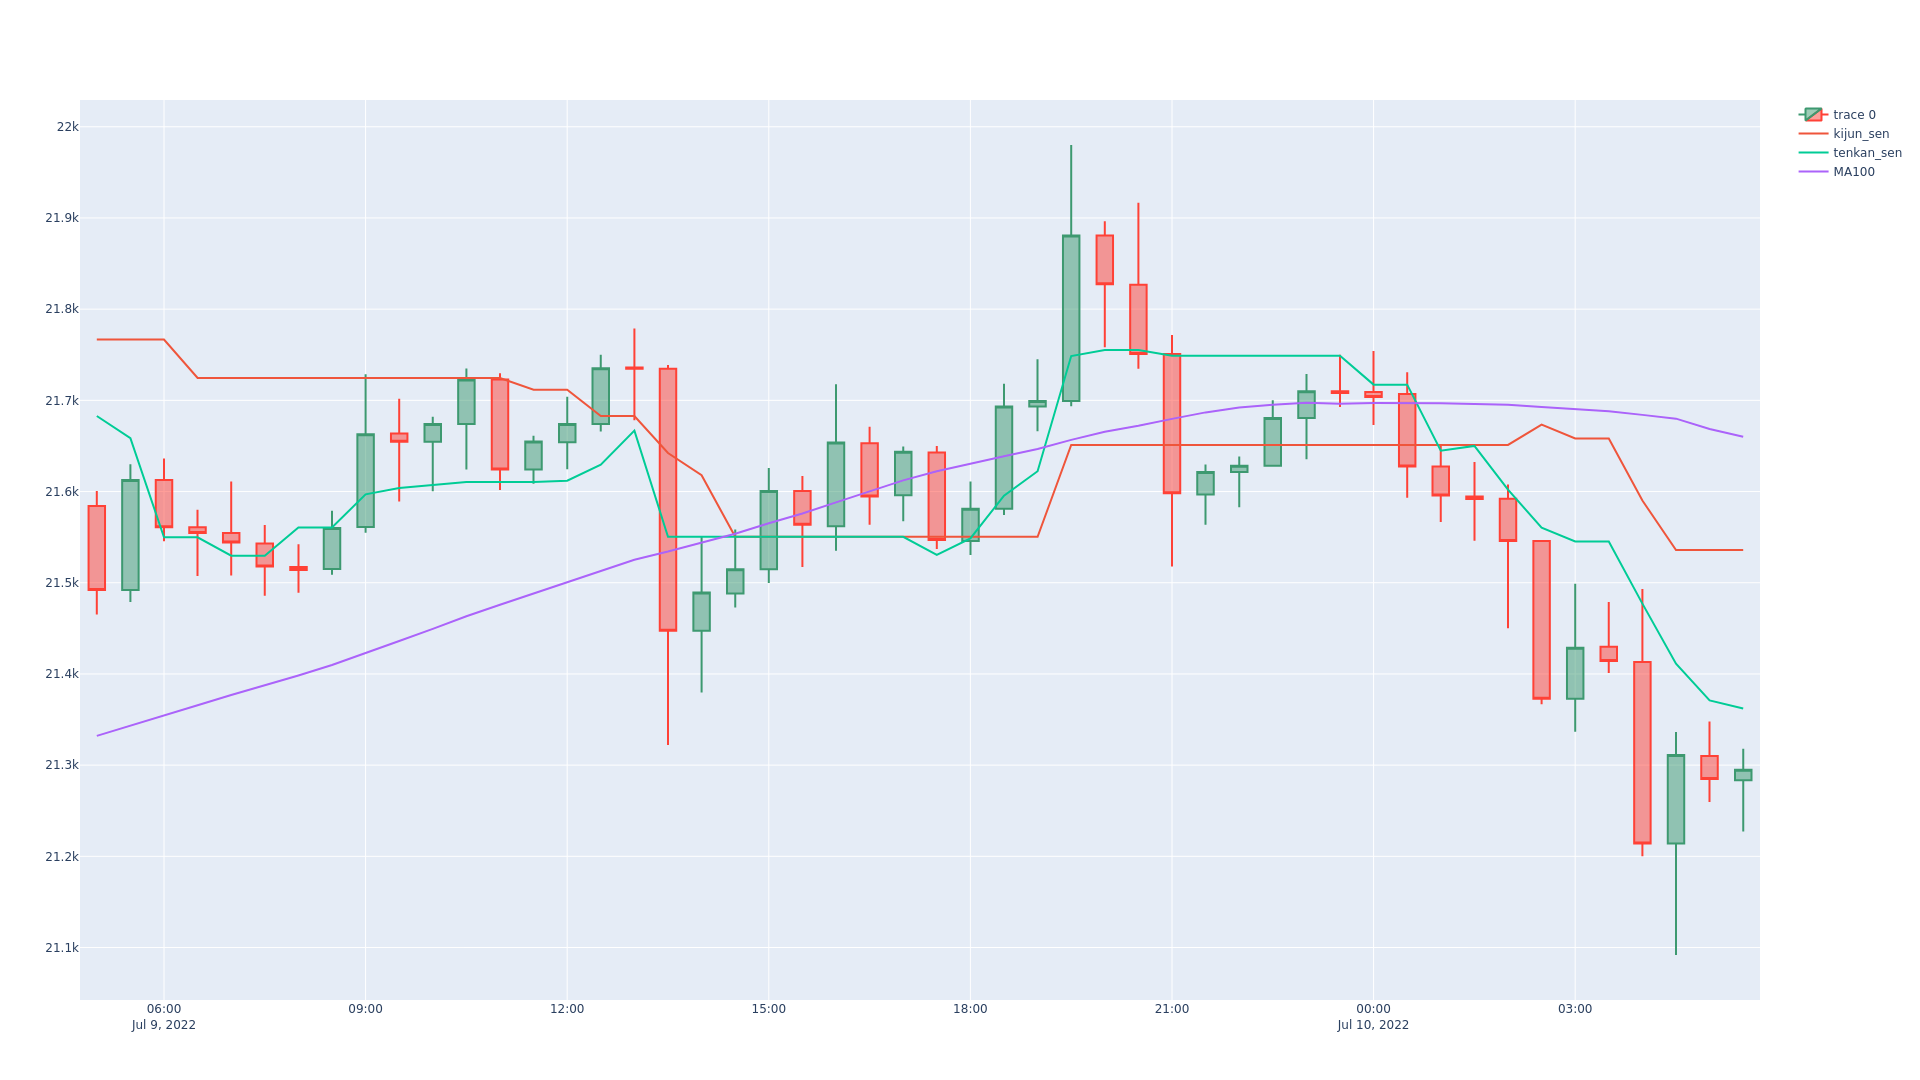 22k
21.9k
21.8k
21.7k
21.6k
21.5k
21.4k
21.3k
21.2k
21.1k
06:00
Jul 9, 2022
09:00
12:00
15:00
18:00
21:00
00:00
Jul 10, 2022
03:00
trace 0
kijun_sen
tenkan_sen
MA100